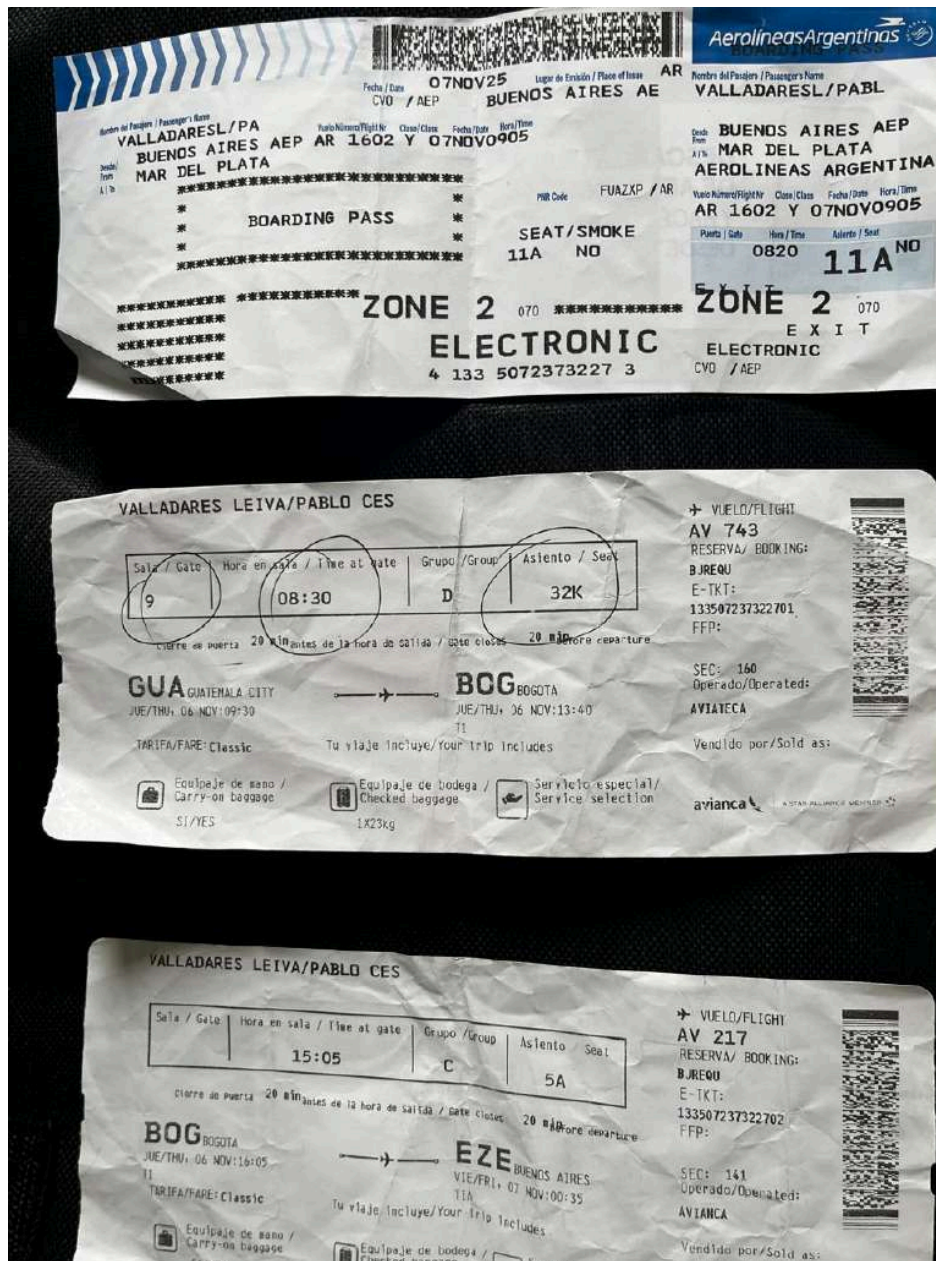 AerolíneasArgentinas
BOARDING PASS
Fecha / Date 07NOV25 Lugar de Emisión / Place of Issue AR
CVO / AEP BUENOS AIRES AE
Nombre del Pasajero / Passenger's Name
VALLADARESL/PA
Vuelo Número/Flight Nr Clase/Class Fecha/Date Hora/Time
Desde/From BUENOS AIRES AEP AR 1602 Y 07NOV0905
A / To MAR DEL PLATA
*****************************
* *
* BOARDING PASS *
* *
*****************************
PNR Code FUAZXP / AR
SEAT/SMOKE
11A NO
*********** ************
***********
***********
***********
***********
ZONE 2 070 ***********
ELECTRONIC
4 133 5072373227 3
Nombre del Pasajero / Passenger's Name
VALLADARESL/PABL
Desde From BUENOS AIRES AEP
A / To MAR DEL PLATA
AEROLINEAS ARGENTINA
Vuelo Número/Flight Nr Clase/Class Fecha/Date Hora/Time
AR 1602 Y 07NOV0905
Puerta / Gate Hora / Time Asiento / Seat
0820 11A NO
EXIT
ZONE 2 070
EXIT
ELECTRONIC
CVO / AEP
VALLADARES LEIVA/PABLO CES
Sala / Gate Hora en sala / Time at gate Grupo /Group Asiento / Seat
9 08:30 D 32K
Cierre de puerta 20 min antes de la hora de salida / Gate closes 20 min before departure
GUA GUATEMALA CITY BOG BOGOTA
JUE/THU, 06 NOV:09:30 JUE/THU, 06 NOV:13:40
T1
TARIFA/FARE: Classic Tu viaje incluye/Your trip includes
Equipaje de mano / Equipaje de bodega / Servicio especial/
Carry-on baggage Checked baggage Service selection
SI/YES 1X23kg
VUELO/FLIGHT
AV 743
RESERVA/ BOOKING:
BJREQU
E-TKT:
133507237322701
FFP:
SEC: 160
Operado/Operated:
AVIATECA
Vendido por/Sold as:
avianca A STAR ALLIANCE MEMBER
VALLADARES LEIVA/PABLO CES
Sala / Gate Hora en sala / Time at gate Grupo /Group Asiento Seat
15:05 C 5A
Cierre de puerta 20 min antes de la hora de salida / Gate closes 20 min before departure
BOG BOGOTA EZE BUENOS AIRES
JUE/THU, 06 NOV:16:05 VIE/FRI, 07 NOV:00:35
T1 TIA
TARIFA/FARE: Classic Tu viaje incluye/Your trip includes
Equipaje de mano / Equipaje de bodega /
Carry-on baggage Checked baggage
VUELO/FLIGHT
AV 217
RESERVA/ BOOKING:
BJREQU
E-TKT:
133507237322702
FFP:
SEC: 141
Operado/Operated:
AVIANCA
Vendido por/Sold as: